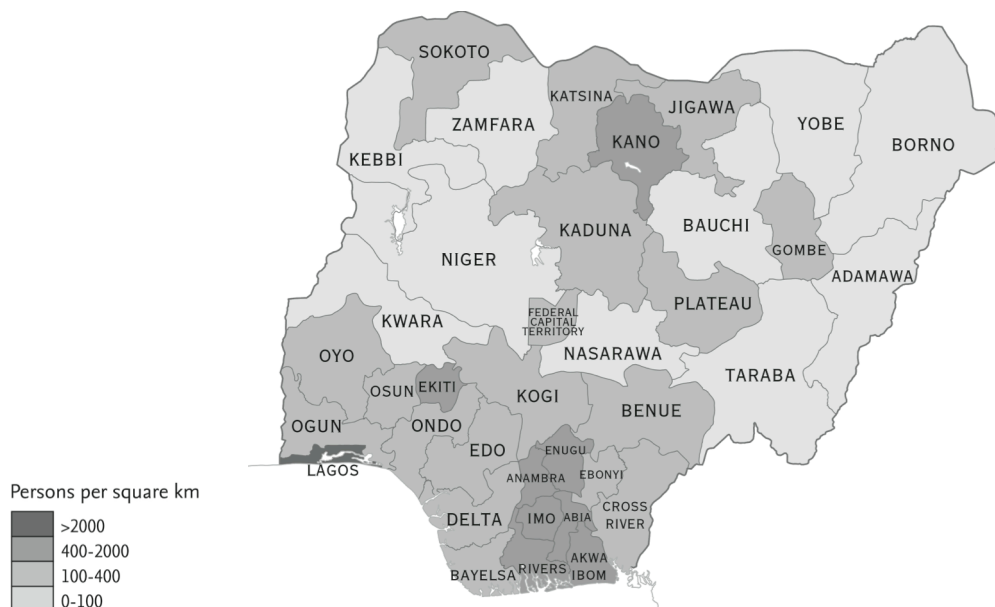 SOKOTO
KATSINA
JIGAWA
ZAMFARA
KANO
YOBE
BORNO
KEBBI
KADUNA
BAUCHI
GOMBE
NIGER
ADAMAWA
PLATEAU
FEDERAL
CAPITAL
TERRITORY
KWARA
NASARAWA
OYO
TARABA
OSUN
EKITI
KOGI
BENUE
OGUN
ONDO
EDO
ENUGU
LAGOS
ANAMBRA
EBONYI
CROSS
RIVER
DELTA
IMO
ABIA
AKWA
IBOM
BAYELSA
RIVERS
Persons per square km
>2000
400-2000
100-400
0-100